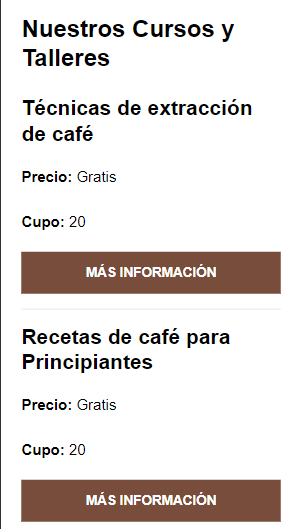 Nuestros Cursos y
Talleres
Técnicas de extracción
de café
Precio: Gratis
Cupo: 20
MÁS INFORMACIÓN
Recetas de café para
Principiantes
Precio: Gratis
Cupo: 20
MÁS INFORMACIÓN